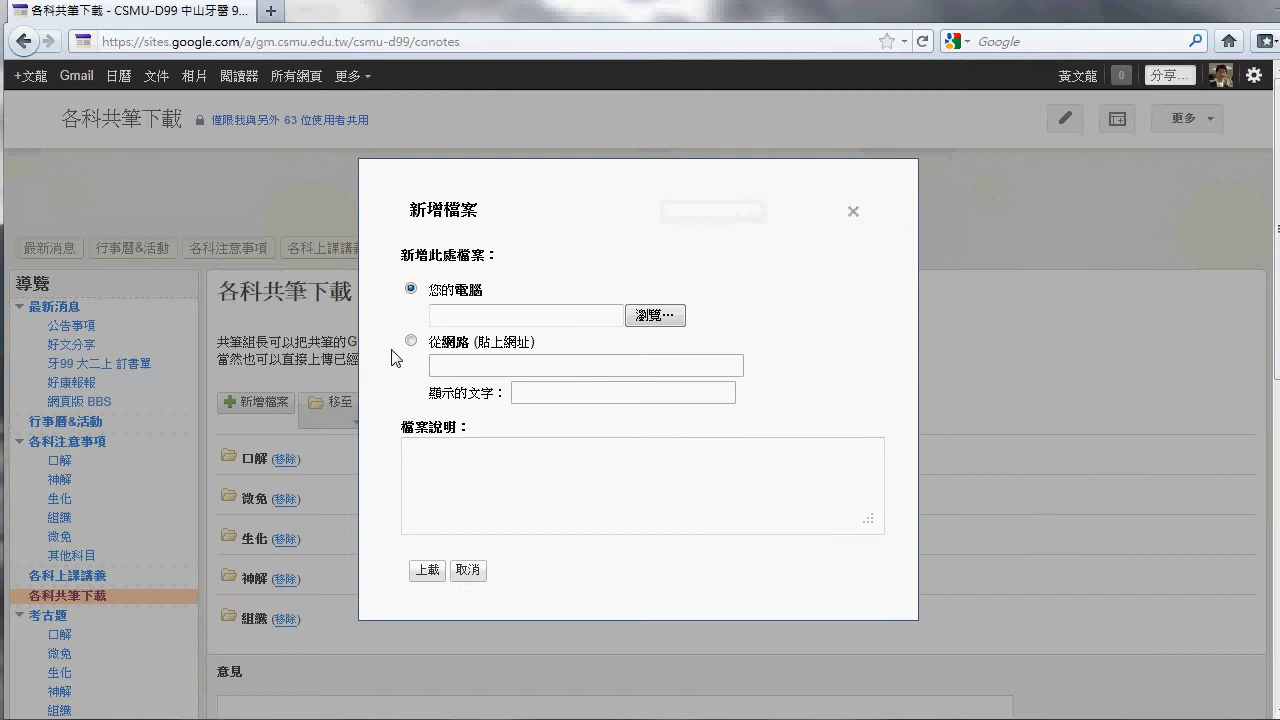 各科共筆下載 - CSMU-D99 中山牙醫 9...
https://sites.google.com/a/gm.csmu.edu.tw/csmu-d99/conotes
Google
+文龍 Gmail 日曆 文件 相片 閱讀器 所有網頁 更多
黃文龍 0 分享...
各科共筆下載 僅限我與另外 63 位使用者共用
更多
新增檔案
最新消息 行事曆&活動 各科注意事項 各科上課講義
新增此處檔案：
導覽
各科共筆下載
您的電腦
瀏覽…
最新消息
公告事項
好文分享
牙99 大二上 訂書單
好康報報
網頁版 BBS
共筆組長可以把共筆的G
當然也可以直接上傳已經
從網路 (貼上網址)
顯示的文字：
新增檔案 移至
行事曆&活動
檔案說明：
各科注意事項
口解
神解
生化
組織
微免
其他科目
口解 (移除)
微免 (移除)
生化 (移除)
神解 (移除)
組織 (移除)
上載 取消
各科上課講義
各科共筆下載
考古題
口解
微免
生化
神解
組織
意見